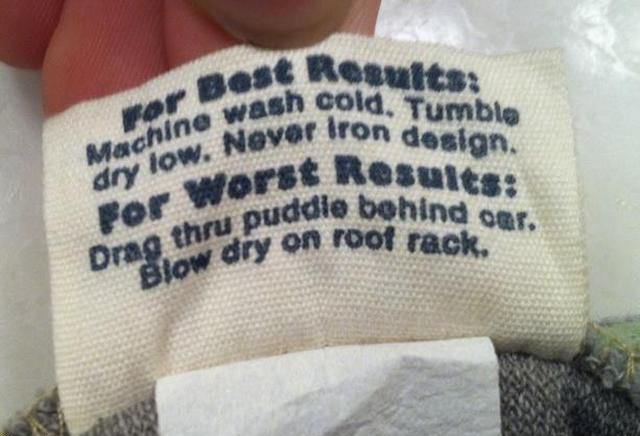 For Best Results:
Machine wash cold. Tumble
dry low. Never iron design.
For Worst Results:
Drag thru puddle behind car.
Blow dry on roof rack.